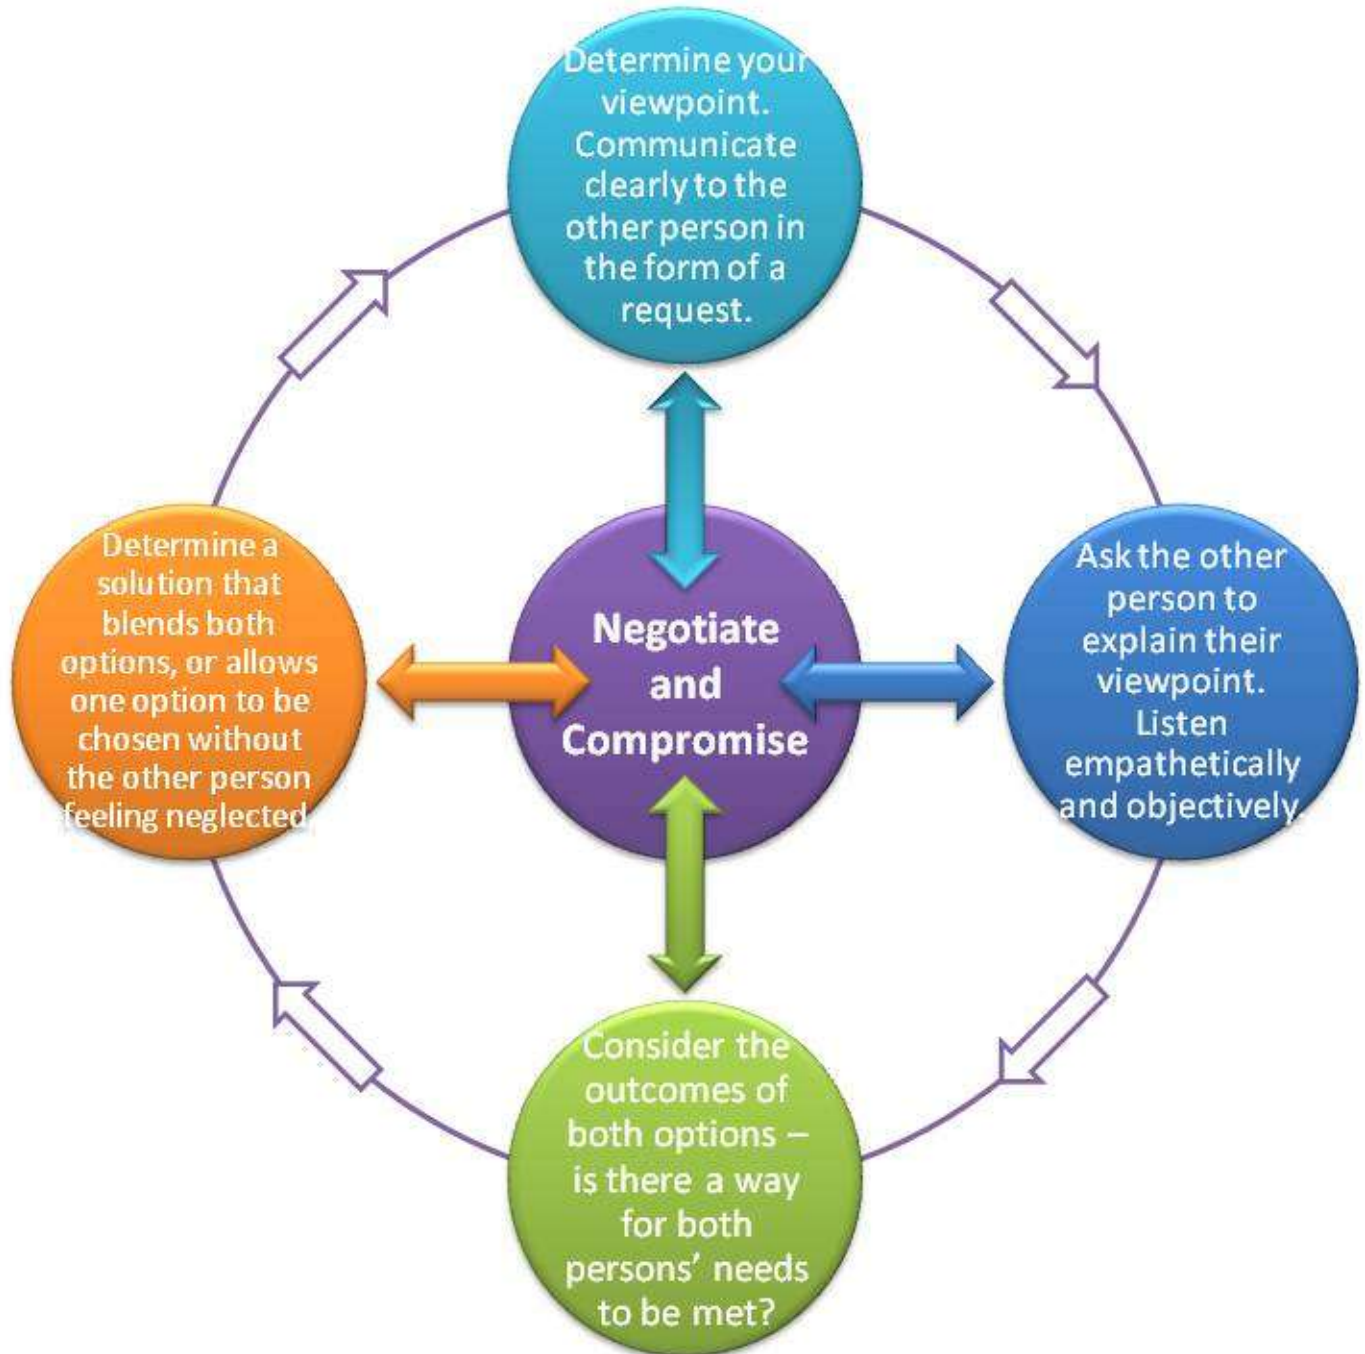 Determine your
viewpoint.
Communicate
clearly to the
other person in
the form of a
request.
Ask the other
person to
explain their
viewpoint.
Listen
empathetically
and objectively.
Consider the
outcomes of
both options –
is there a way
for both
persons’ needs
to be met?
Determine a
solution that
blends both
options, or allows
one option to be
chosen without
the other person
feeling neglected.
Negotiate
and
Compromise